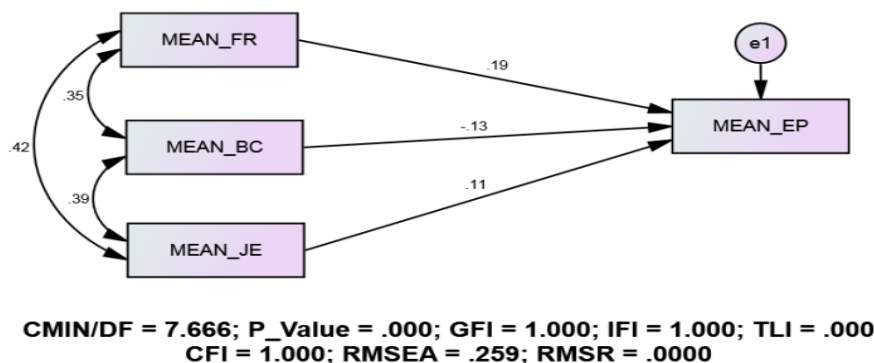 MEAN_FR
e1
.19
.35
MEAN_EP
-.13
MEAN_BC
.42
.11
.39
MEAN_JE
CMIN/DF = 7.666; P_Value = .000; GFI = 1.000; IFI = 1.000; TLI = .000
CFI = 1.000; RMSEA = .259; RMSR = .0000